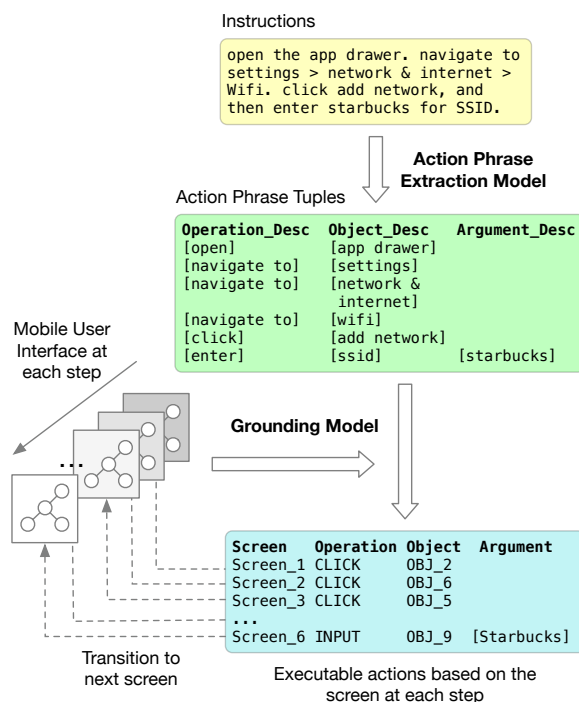 Instructions
open the app drawer. navigate to
settings > network & internet >
Wifi. click add network, and
then enter starbucks for SSID.
Action Phrase
Extraction Model
Action Phrase Tuples
Operation_Desc Object_Desc Argument_Desc
[open] [app drawer]
[navigate to] [settings]
[navigate to] [network &
internet]
[navigate to] [wifi]
[click] [add network]
[enter] [ssid] [starbucks]
Mobile User
Interface at
each step
Grounding Model
...
Screen Operation Object Argument
Screen_1 CLICK OBJ_2
Screen_2 CLICK OBJ_6
Screen_3 CLICK OBJ_5
...
Screen_6 INPUT OBJ_9 [Starbucks]
Transition to
next screen
Executable actions based on the
screen at each step